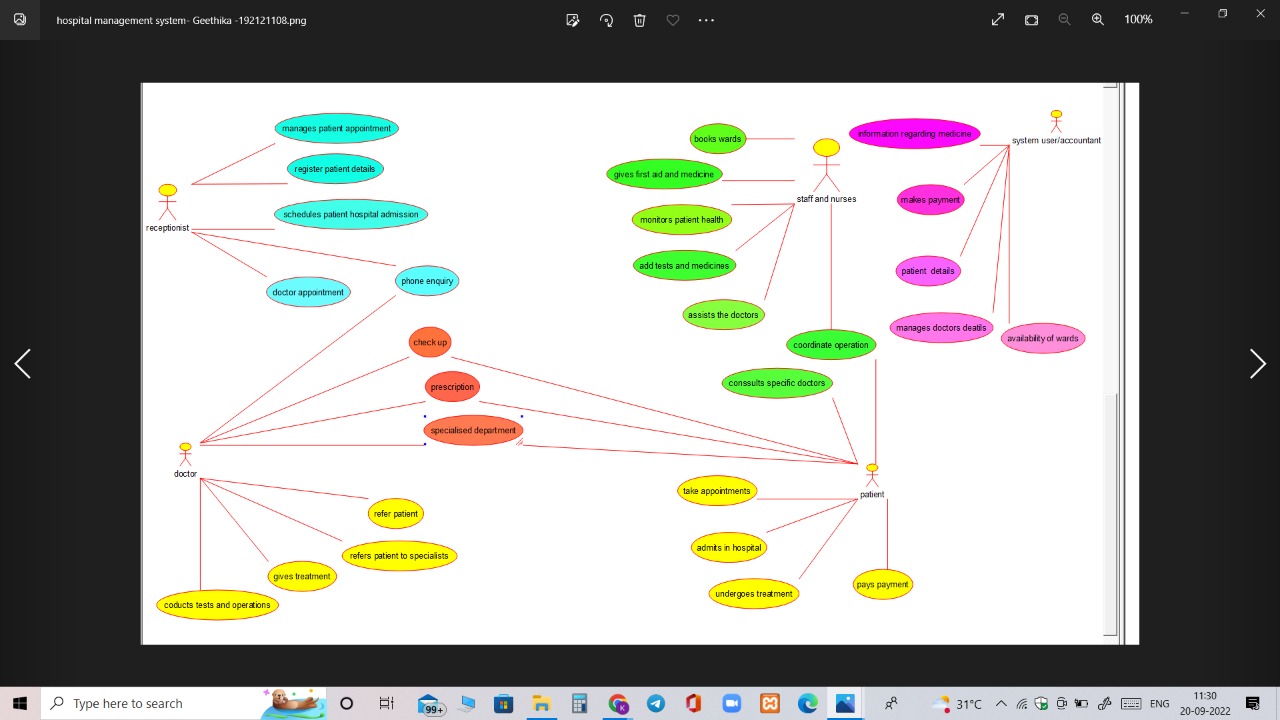 hospital management system- Geethika -192121108.png
100%
manages patient appointment
register patient details
schedules patient hospital admission
receptionist
doctor appointment
phone enquiry
books wards
gives first aid and medicine
monitors patient health
add tests and medicines
assists the doctors
staff and nurses
coordinate operation
conssults specific doctors
information regarding medicine
system user/accountant
makes payment
patient details
manages doctors deatils
availability of wards
check up
prescription
specialised department
doctor
refer patient
refers patient to specialists
gives treatment
coducts tests and operations
patient
take appointments
admits in hospital
undergoes treatment
pays payment
Type here to search
99+
K
31°C
ENG
11:30
20-09-2022